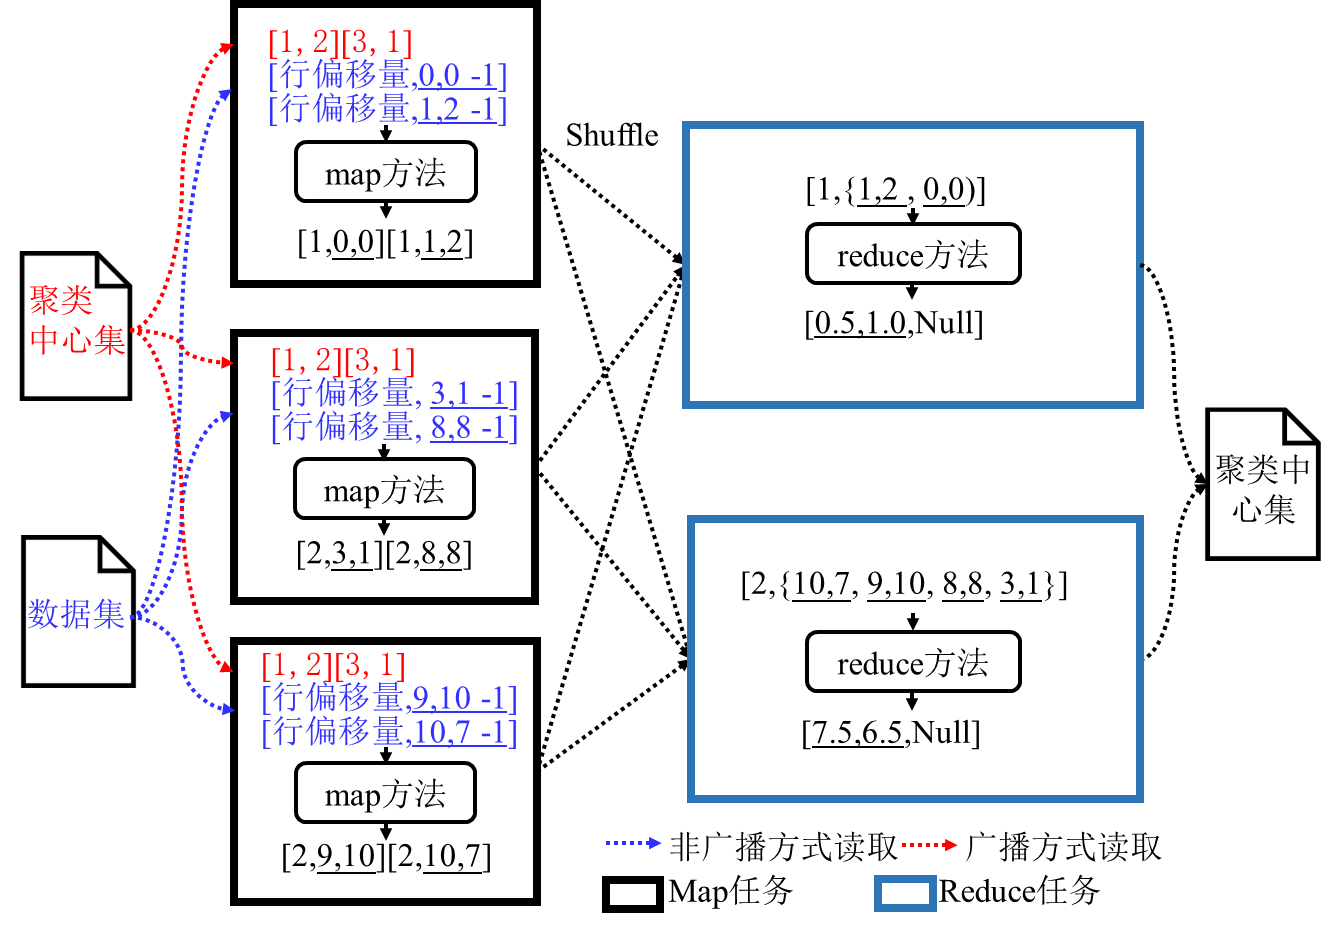 聚类
中心集
数据集
[1, 2][3, 1]
[行偏移量,0,0 -1]
[行偏移量,1,2 -1]
map方法
[1,0,0][1,1,2]
[1, 2][3, 1]
[行偏移量, 3,1 -1]
[行偏移量, 8,8 -1]
map方法
[2,3,1][2,8,8]
[1, 2][3, 1]
[行偏移量,9,10 -1]
[行偏移量,10,7 -1]
map方法
[2,9,10][2,10,7]
Shuffle
[1,{1,2 , 0,0)]
reduce方法
[0.5,1.0,Null]
[2,{10,7, 9,10, 8,8, 3,1}]
reduce方法
[7.5,6.5,Null]
聚类中
心集
非广播方式读取
广播方式读取
Map任务
Reduce任务